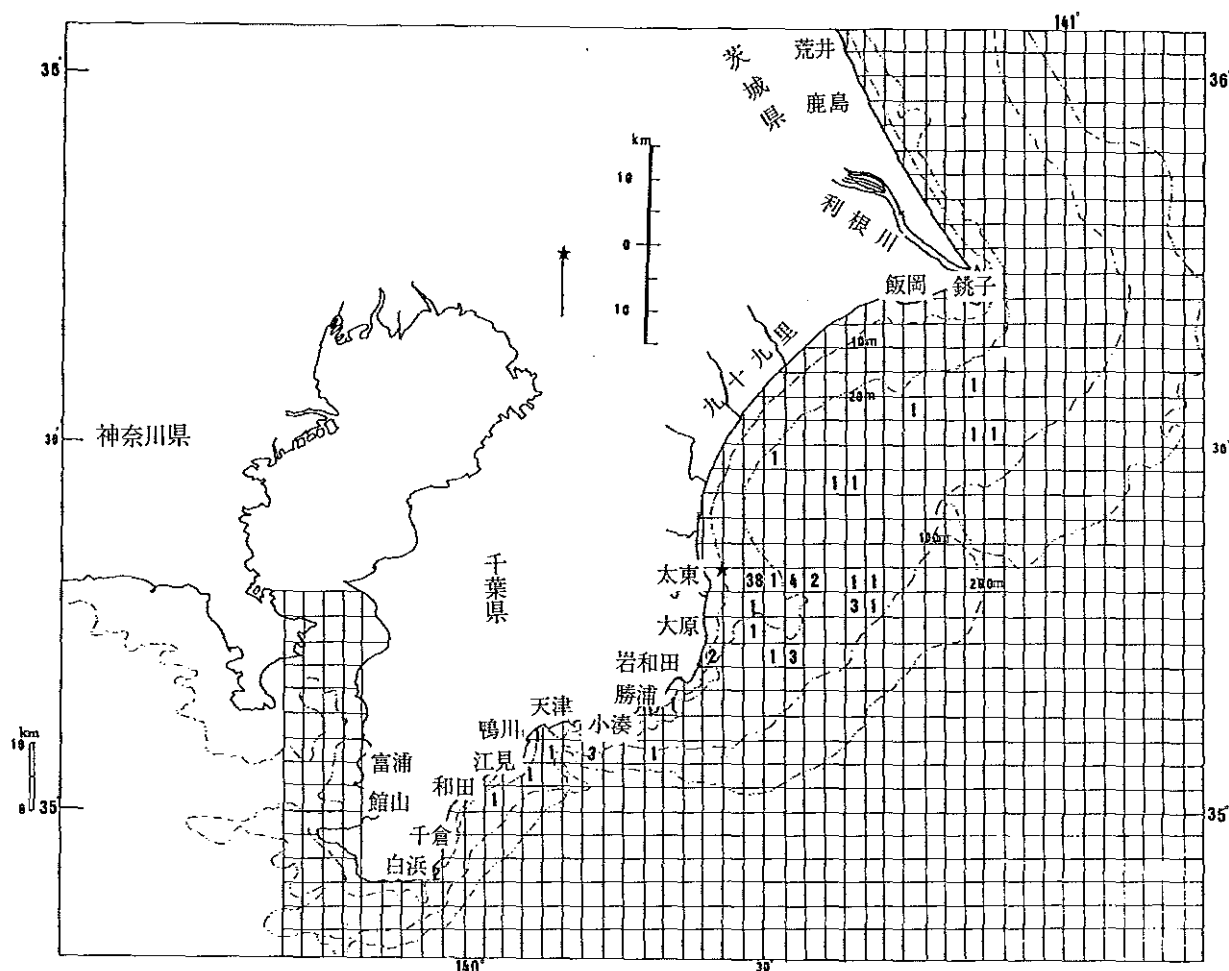 141°
荒井
36°
36°
茨城県
鹿島
km
10
0
10
利根川
飯岡
銚子
九十九里
10m
20m
1
1
神奈川県
30'
30'
1 1
1
1 1
100m
千葉県
太東
38 1 4 2 1 1
200m
1 3 1
大原
1
岩和田
2 1 3
勝浦
天津
小湊
鴨川
1 3 1
km
10
0
江見
1
富浦
和田
1
館山
35°
35°
千倉
白浜
2
140°
30'